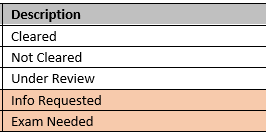 Description
Cleared
Not Cleared
Under Review
Info Requested
Exam Needed